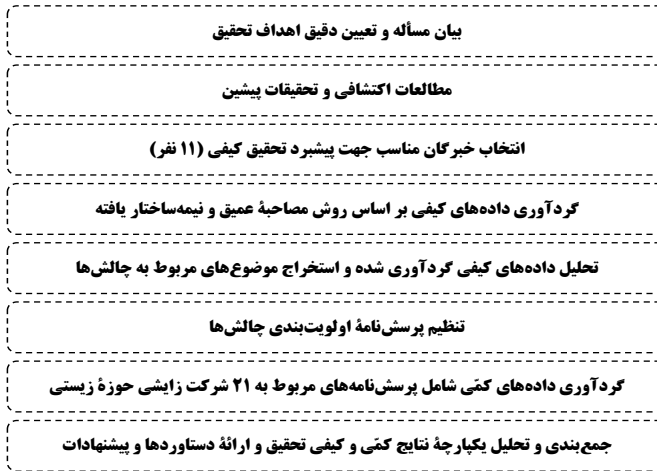 بیان مسأله و تعیین دقیق اهداف تحقیق
مطالعات اکتشافی و تحقیقات پیشین
انتخاب خبرگان مناسب جهت پیشبرد تحقیق کیفی (۱۱ نفر)
گردآوری داده‌های کیفی بر اساس روش مصاحبهٔ عمیق و نیمه‌ساختار یافته
تحلیل داده‌های کیفی گردآوری شده و استخراج موضوع‌های مربوط به چالش‌ها
تنظیم پرسش‌نامهٔ اولویت‌بندی چالش‌ها
گردآوری داده‌های کمّی شامل پرسش‌نامه‌های مربوط به ۲۱ شرکت زایشی حوزهٔ زیستی
جمع‌بندی و تحلیل یکپارچهٔ نتایج کمّی و کیفی تحقیق و ارائهٔ دستاوردها و پیشنهادات